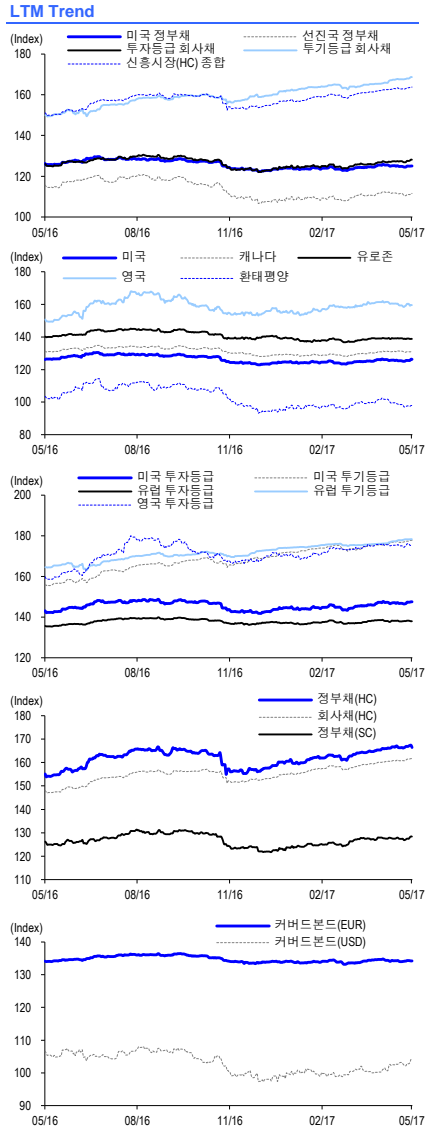 LTM Trend
(Index)
미국 정부채
선진국 정부채
투자등급 회사채
투기등급 회사채
신흥시장(HC) 종합
180
160
140
120
100
05/16
08/16
11/16
02/17
05/17
(Index)
미국
캐나다
유로존
영국
환태평양
180
160
140
120
100
80
05/16
08/16
11/16
02/17
05/17
(Index)
미국 투자등급
미국 투기등급
유럽 투자등급
유럽 투기등급
영국 투자등급
200
180
160
140
120
05/16
08/16
11/16
02/17
05/17
(Index)
정부채(HC)
회사채(HC)
정부채(SC)
180
170
160
150
140
130
120
110
05/16
08/16
11/16
02/17
05/17
(Index)
커버드본드(EUR)
커버드본드(USD)
140
130
120
110
100
90
05/16
08/16
11/16
02/17
05/17